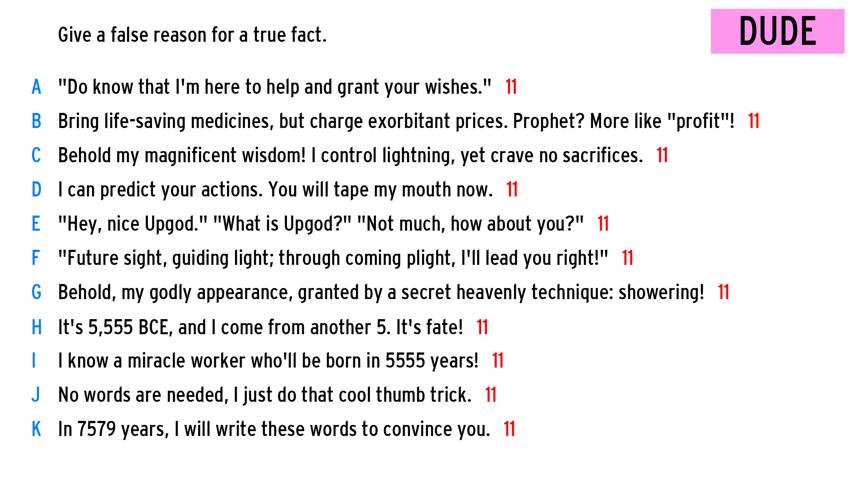 Give a false reason for a true fact.
DUDE
A "Do know that I'm here to help and grant your wishes." 11
B Bring life-saving medicines, but charge exorbitant prices. Prophet? More like "profit"! 11
C Behold my magnificent wisdom! I control lightning, yet crave no sacrifices. 11
D I can predict your actions. You will tape my mouth now. 11
E "Hey, nice Upgod." "What is Upgod?" "Not much, how about you?" 11
F "Future sight, guiding light; through coming plight, I'll lead you right!" 11
G Behold, my godly appearance, granted by a secret heavenly technique: showering! 11
H It's 5,555 BCE, and I come from another 5. It's fate! 11
I I know a miracle worker who'll be born in 5555 years! 11
J No words are needed, I just do that cool thumb trick. 11
K In 7579 years, I will write these words to convince you. 11